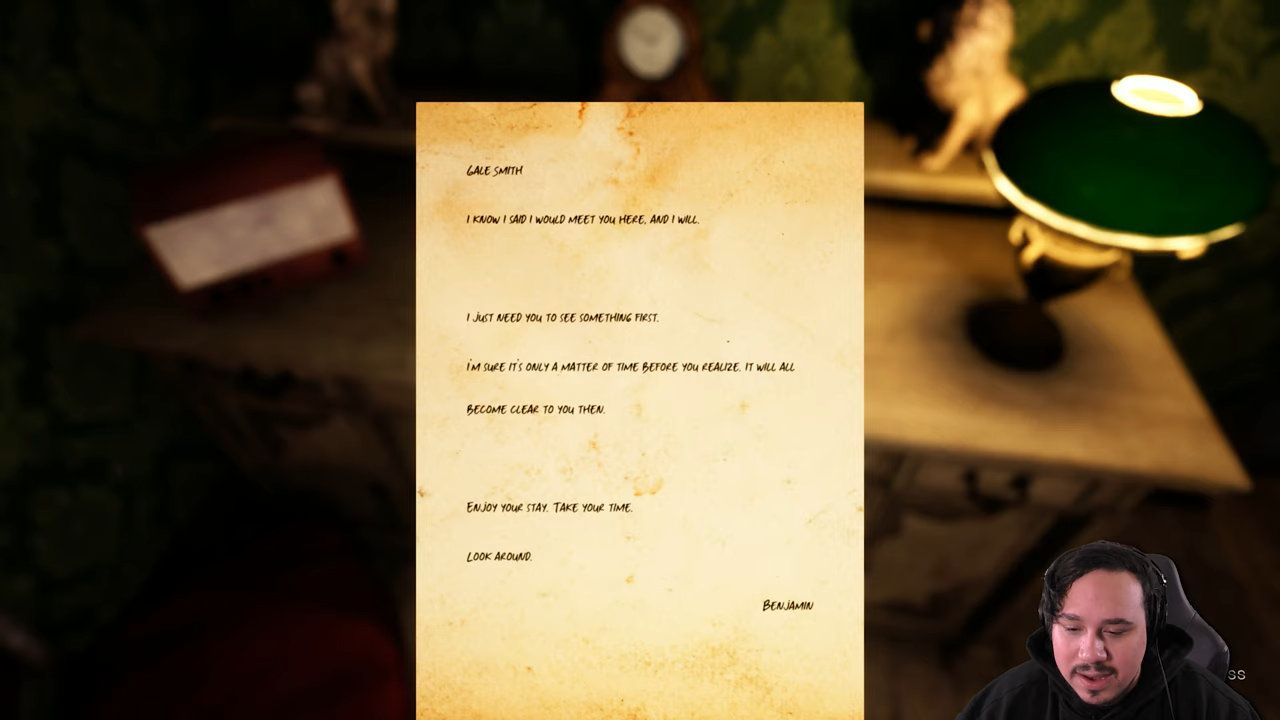 GALE SMITH
I KNOW I SAID I WOULD MEET YOU HERE, AND I WILL.
I JUST NEED YOU TO SEE SOMETHING FIRST.
I'M SURE IT'S ONLY A MATTER OF TIME BEFORE YOU REALIZE. IT WILL ALL
BECOME CLEAR TO YOU THEN.
ENJOY YOUR STAY. TAKE YOUR TIME.
LOOK AROUND.
BENJAMIN